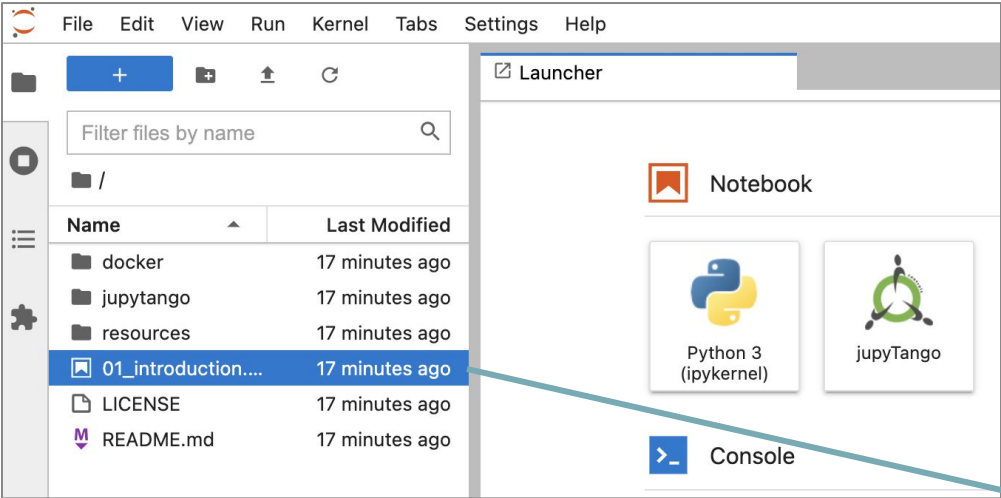 File Edit View Run Kernel Tabs Settings Help
+
Launcher
Filter files by name
/
Notebook
Name Last Modified
docker 17 minutes ago
jupytango 17 minutes ago
resources 17 minutes ago
01_introduction.... 17 minutes ago
LICENSE 17 minutes ago
M README.md 17 minutes ago
Python 3
(ipykernel)
jupyTango
Console